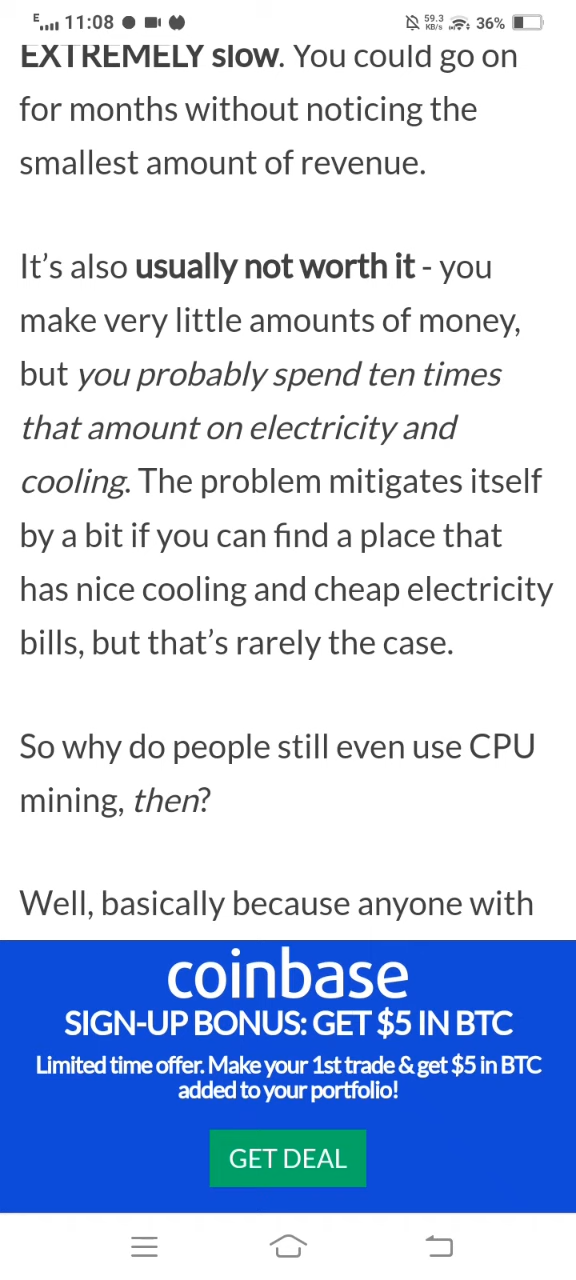 E 11:08 59.3 KB/s 36%
EXTREMELY slow. You could go on
for months without noticing the
smallest amount of revenue.
It’s also usually not worth it - you
make very little amounts of money,
but you probably spend ten times
that amount on electricity and
cooling. The problem mitigates itself
by a bit if you can find a place that
has nice cooling and cheap electricity
bills, but that’s rarely the case.
So why do people still even use CPU
mining, then?
Well, basically because anyone with
coinbase
SIGN-UP BONUS: GET $5 IN BTC
Limited time offer. Make your 1st trade & get $5 in BTC
added to your portfolio!
GET DEAL